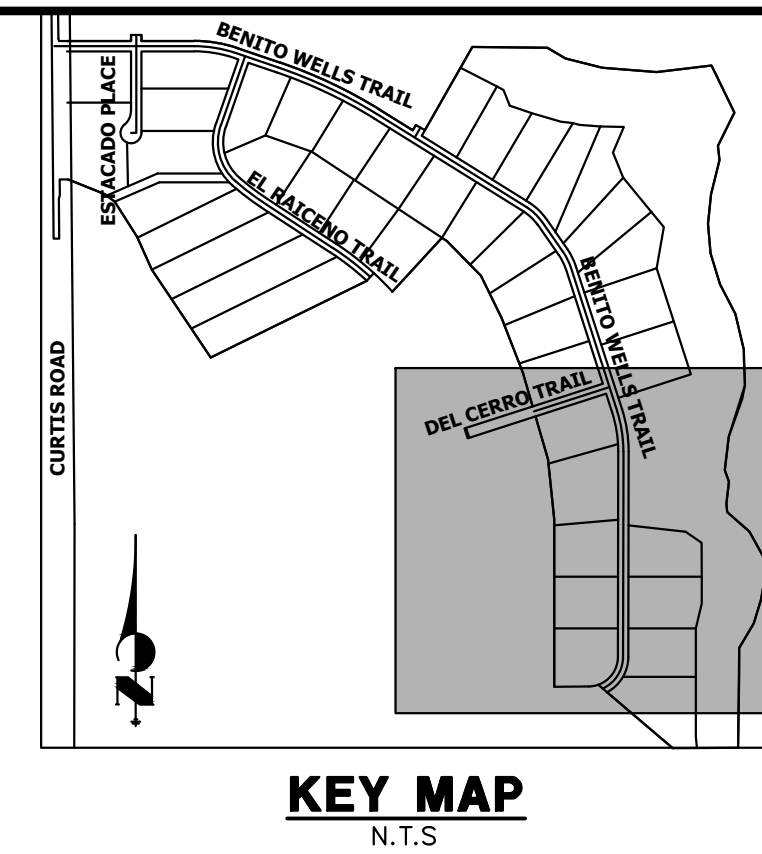 BENITO WELLS TRAIL
ESTACADO PLACE
EL RAICENO TRAIL
BENITO WELLS TRAIL
DEL CERRO TRAIL
CURTIS ROAD
N
KEY MAP
N.T.S